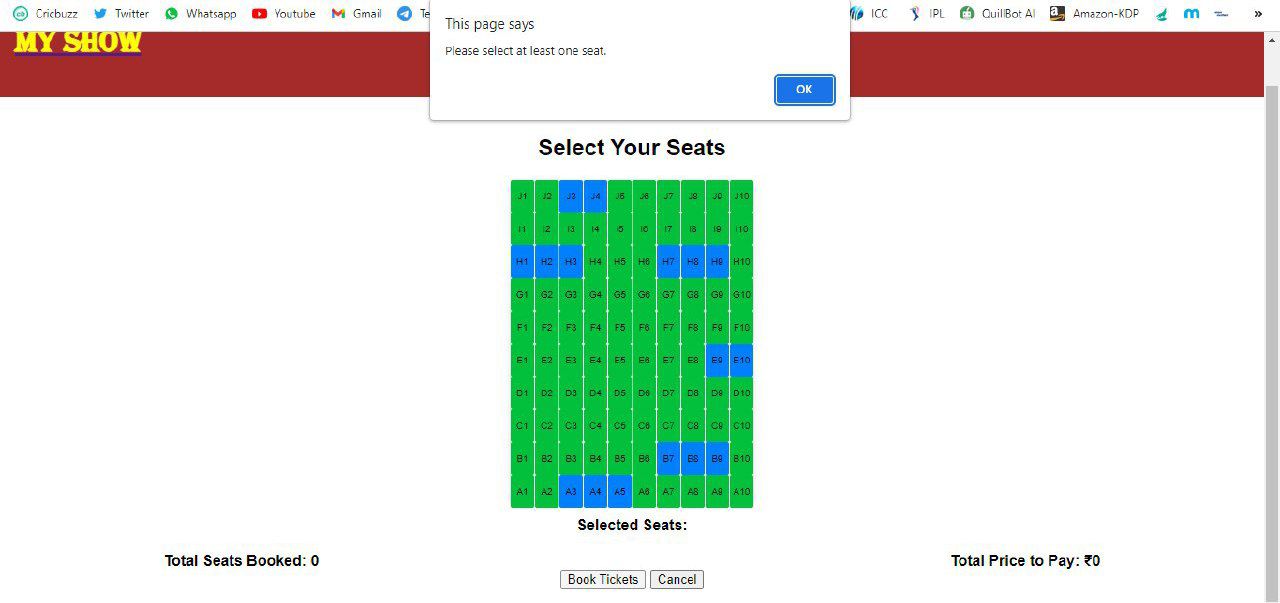 Cricbuzz Twitter Whatsapp Youtube Gmail Te ICC IPL QuillBot AI Amazon-KDP »
MY SHOW
This page says
Please select at least one seat.
OK
Select Your Seats
J1 J2 J3 J4 J5 J6 J7 J8 J9 J10
I1 I2 I3 I4 I5 I6 I7 I8 I9 I10
H1 H2 H3 H4 H5 H6 H7 H8 H9 H10
G1 G2 G3 G4 G5 G6 G7 G8 G9 G10
F1 F2 F3 F4 F5 F6 F7 F8 F9 F10
E1 E2 E3 E4 E5 E6 E7 E8 E9 E10
D1 D2 D3 D4 D5 D6 D7 D8 D9 D10
C1 C2 C3 C4 C5 C6 C7 C8 C9 C10
B1 B2 B3 B4 B5 B6 B7 B8 B9 B10
A1 A2 A3 A4 A5 A6 A7 A8 A9 A10
Selected Seats:
Total Seats Booked: 0 Total Price to Pay: ₹0
Book Tickets Cancel